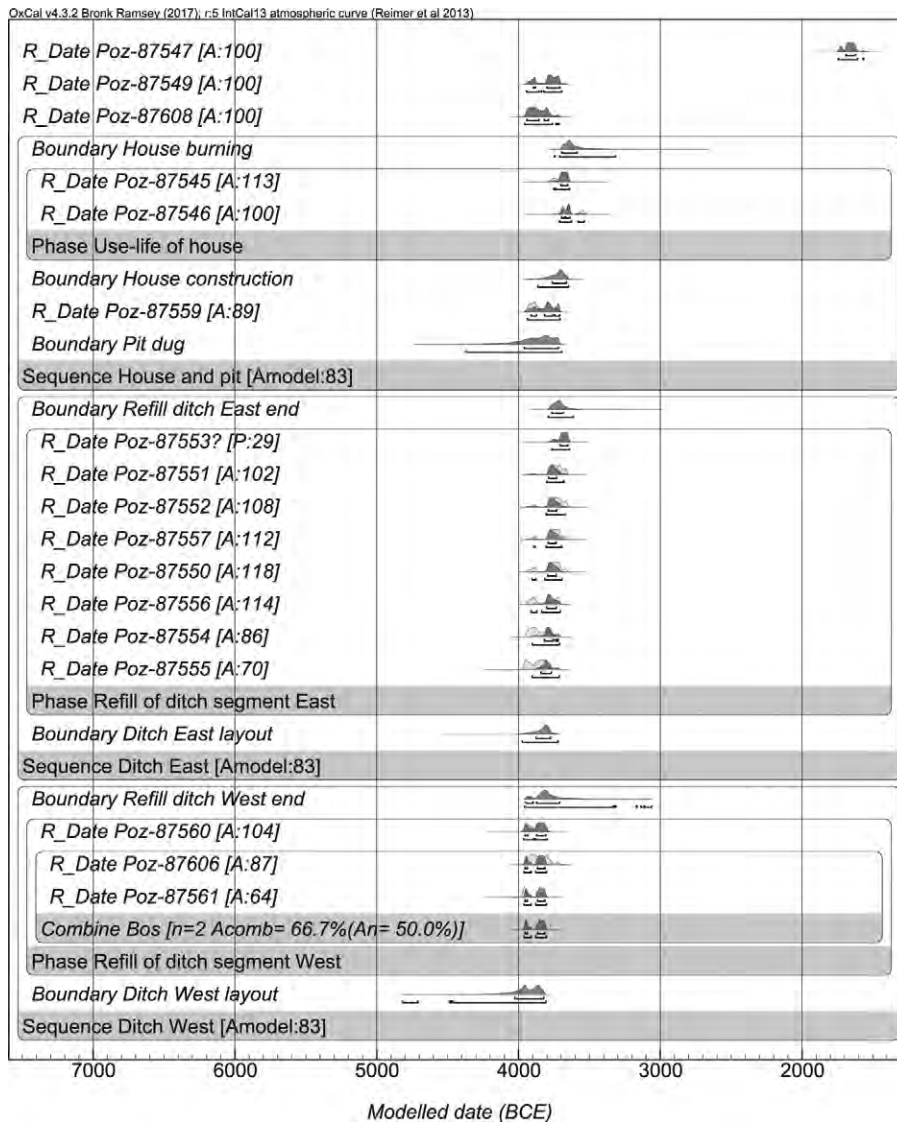 OxCal v4.3.2 Bronk Ramsey (2017); r:5 IntCal13 atmospheric curve (Reimer et al 2013)
R_Date Poz-87547 [A:100]
R_Date Poz-87549 [A:100]
R_Date Poz-87608 [A:100]
Boundary House burning
R_Date Poz-87545 [A:113]
R_Date Poz-87546 [A:100]
Phase Use-life of house
Boundary House construction
R_Date Poz-87559 [A:89]
Boundary Pit dug
Sequence House and pit [Amodel:83]
Boundary Refill ditch East end
R_Date Poz-87553? [P:29]
R_Date Poz-87551 [A:102]
R_Date Poz-87552 [A:108]
R_Date Poz-87557 [A:112]
R_Date Poz-87550 [A:118]
R_Date Poz-87556 [A:114]
R_Date Poz-87554 [A:86]
R_Date Poz-87555 [A:70]
Phase Refill of ditch segment East
Boundary Ditch East layout
Sequence Ditch East [Amodel:83]
Boundary Refill ditch West end
R_Date Poz-87560 [A:104]
R_Date Poz-87606 [A:87]
R_Date Poz-87561 [A:64]
Combine Bos [n=2 Acomb= 66.7%(An= 50.0%)]
Phase Refill of ditch segment West
Boundary Ditch West layout
Sequence Ditch West [Amodel:83]
7000 6000 5000 4000 3000 2000
Modelled date (BCE)